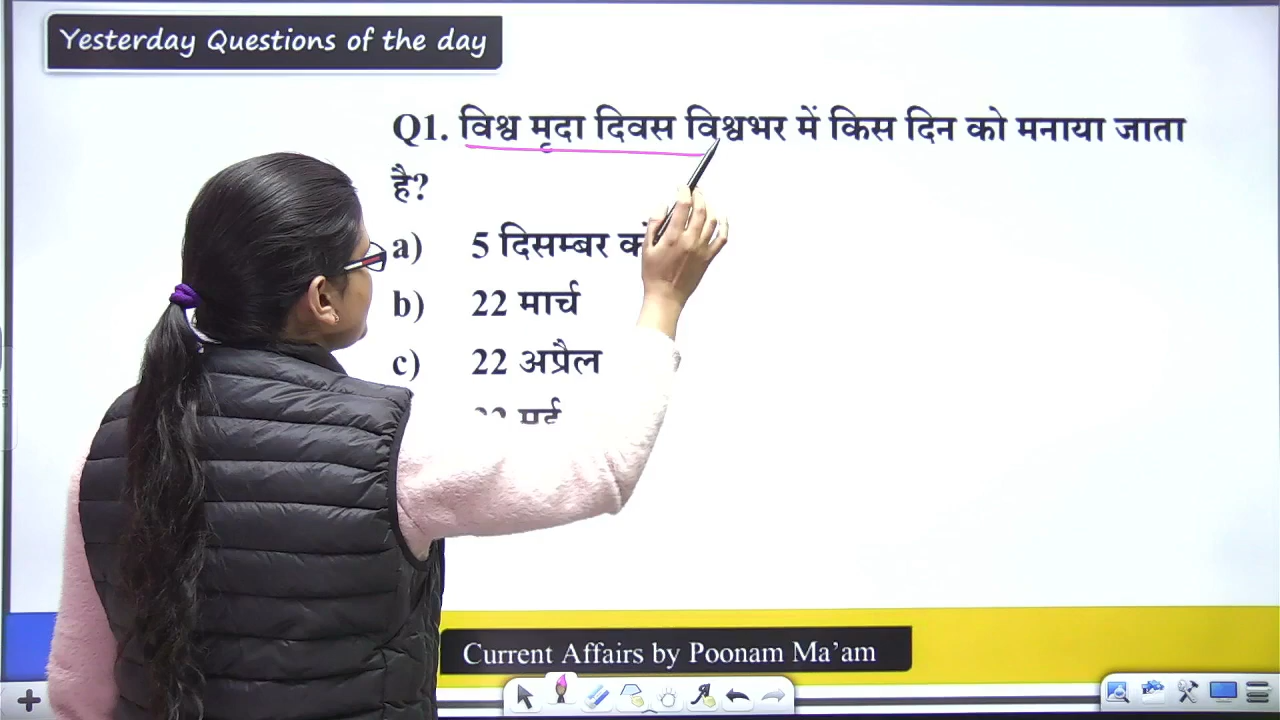 Yesterday Questions of the day
Q1. विश्व मृदा दिवस विश्वभर में किस दिन को मनाया जाता
है?
a) 5 दिसम्बर को
b) 22 मार्च
c) 22 अप्रैल
Current Affairs by Poonam Ma’am